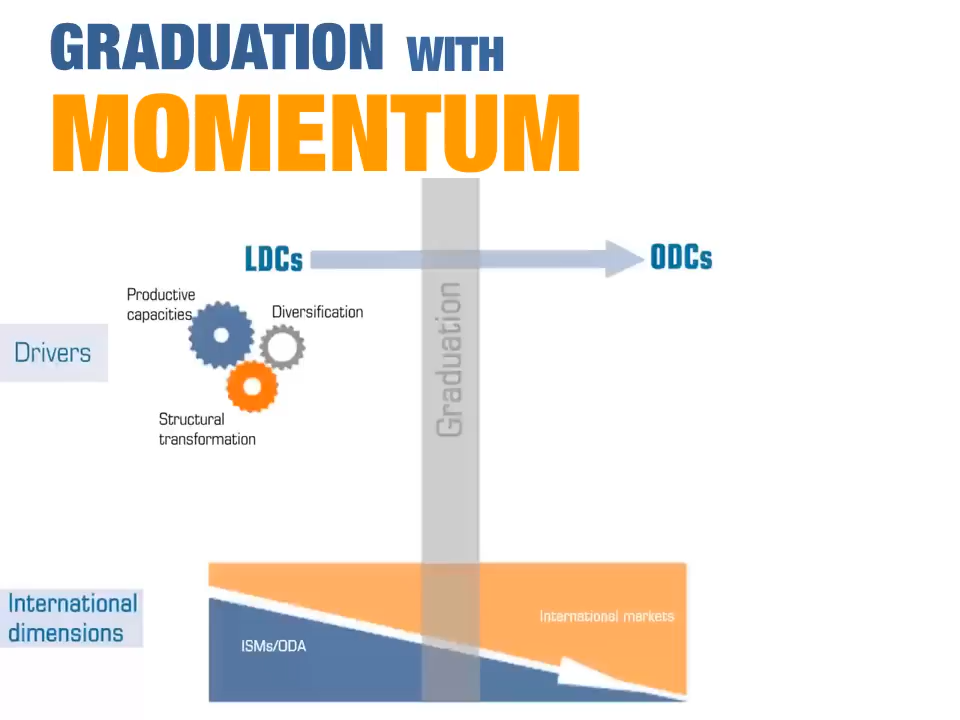 GRADUATION WITH
MOMENTUM
LDCs
ODCs
Productive
capacities
Diversification
Drivers
Graduation
Structural
transformation
International
dimensions
International markets
ISMs/ODA